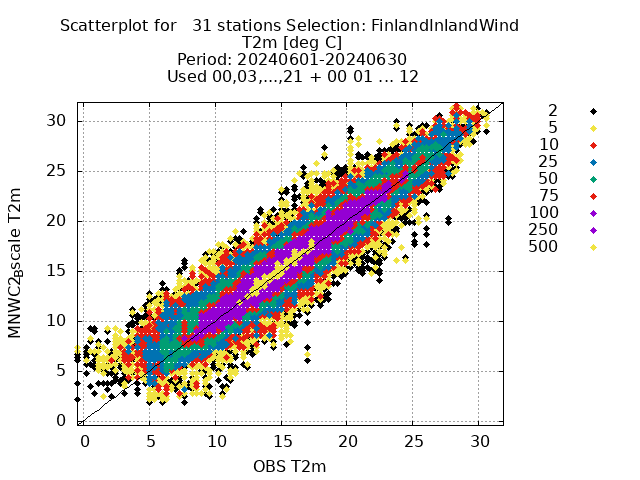 Scatterplot for   31 stations Selection: FinlandInlandWind
T2m [deg C]
Period: 20240601-20240630
Used 00,03,...,21 + 00 01 ... 12
MNWC2Bscale T2m
30
25
20
15
10
5
0
0 5 10 15 20 25 30
OBS T2m
2
5
10
25
50
75
100
250
500